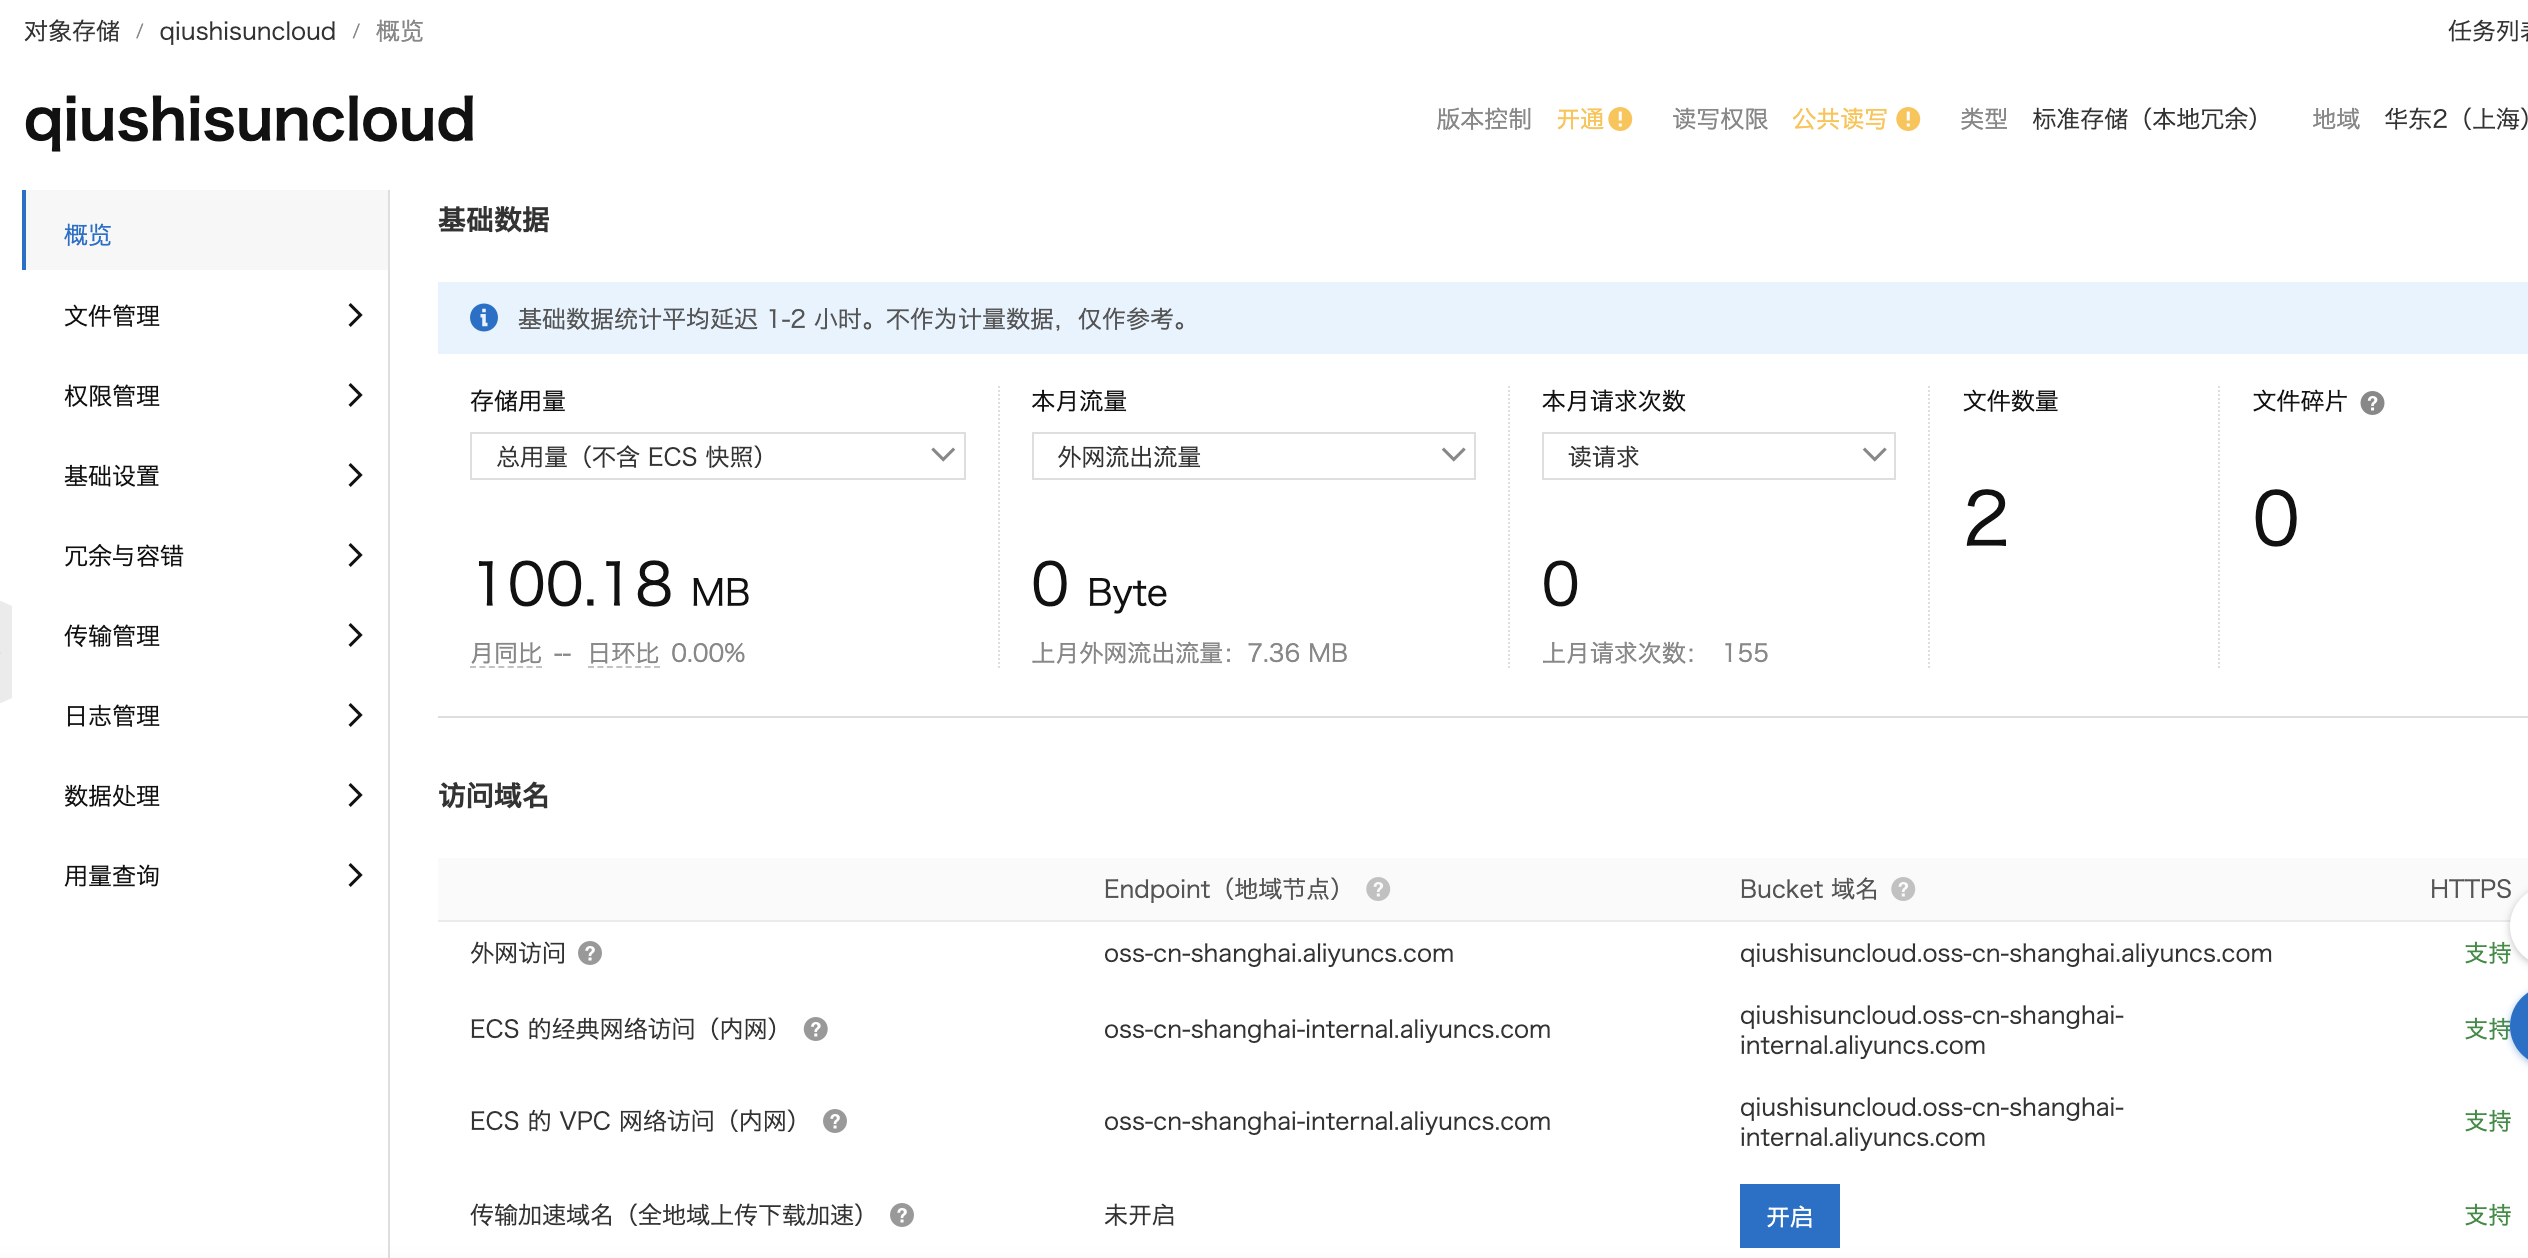 对象存储 / qiushisuncloud / 概览
任务列表
qiushisuncloud
版本控制 开通 读写权限 公共读写 类型 标准存储（本地冗余） 地域 华东2（上海）
概览
文件管理
权限管理
基础设置
冗余与容错
传输管理
日志管理
数据处理
用量查询
基础数据
基础数据统计平均延迟 1-2 小时。不作为计量数据，仅作参考。
存储用量
总用量（不含 ECS 快照）
100.18 MB
月同比 -- 日环比 0.00%
本月流量
外网流出流量
0 Byte
上月外网流出流量：7.36 MB
本月请求次数
读请求
0
上月请求次数： 155
文件数量
2
文件碎片
0
访问域名
Endpoint（地域节点） Bucket 域名 HTTPS
外网访问 oss-cn-shanghai.aliyuncs.com qiushisuncloud.oss-cn-shanghai.aliyuncs.com 支持
ECS 的经典网络访问（内网） oss-cn-shanghai-internal.aliyuncs.com qiushisuncloud.oss-cn-shanghai-
internal.aliyuncs.com 支持
ECS 的 VPC 网络访问（内网） oss-cn-shanghai-internal.aliyuncs.com qiushisuncloud.oss-cn-shanghai-
internal.aliyuncs.com 支持
传输加速域名（全地域上传下载加速） 未开启 开启 支持